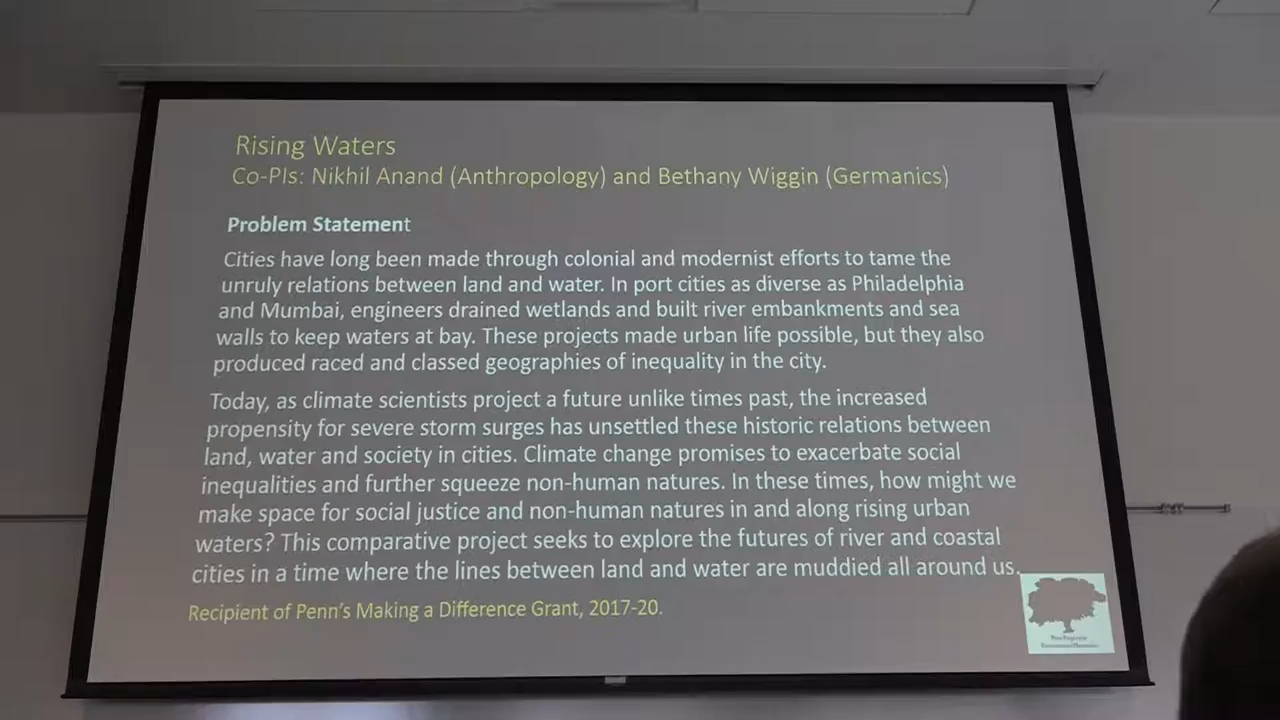 Rising Waters
Co-PIs: Nikhil Anand (Anthropology) and Bethany Wiggin (Germanics)
Problem Statement
Cities have long been made through colonial and modernist efforts to tame the
unruly relations between land and water. In port cities as diverse as Philadelphia
and Mumbai, engineers drained wetlands and built river embankments and sea
walls to keep waters at bay. These projects made urban life possible, but they also
produced raced and classed geographies of inequality in the city.
Today, as climate scientists project a future unlike times past, the increased
propensity for severe storm surges has unsettled these historic relations between
land, water and society in cities. Climate change promises to exacerbate social
inequalities and further squeeze non-human natures. In these times, how might we
make space for social justice and non-human natures in and along rising urban
waters? This comparative project seeks to explore the futures of river and coastal
cities in a time where the lines between land and water are muddied all around us.
Recipient of Penn's Making a Difference Grant, 2017-20.